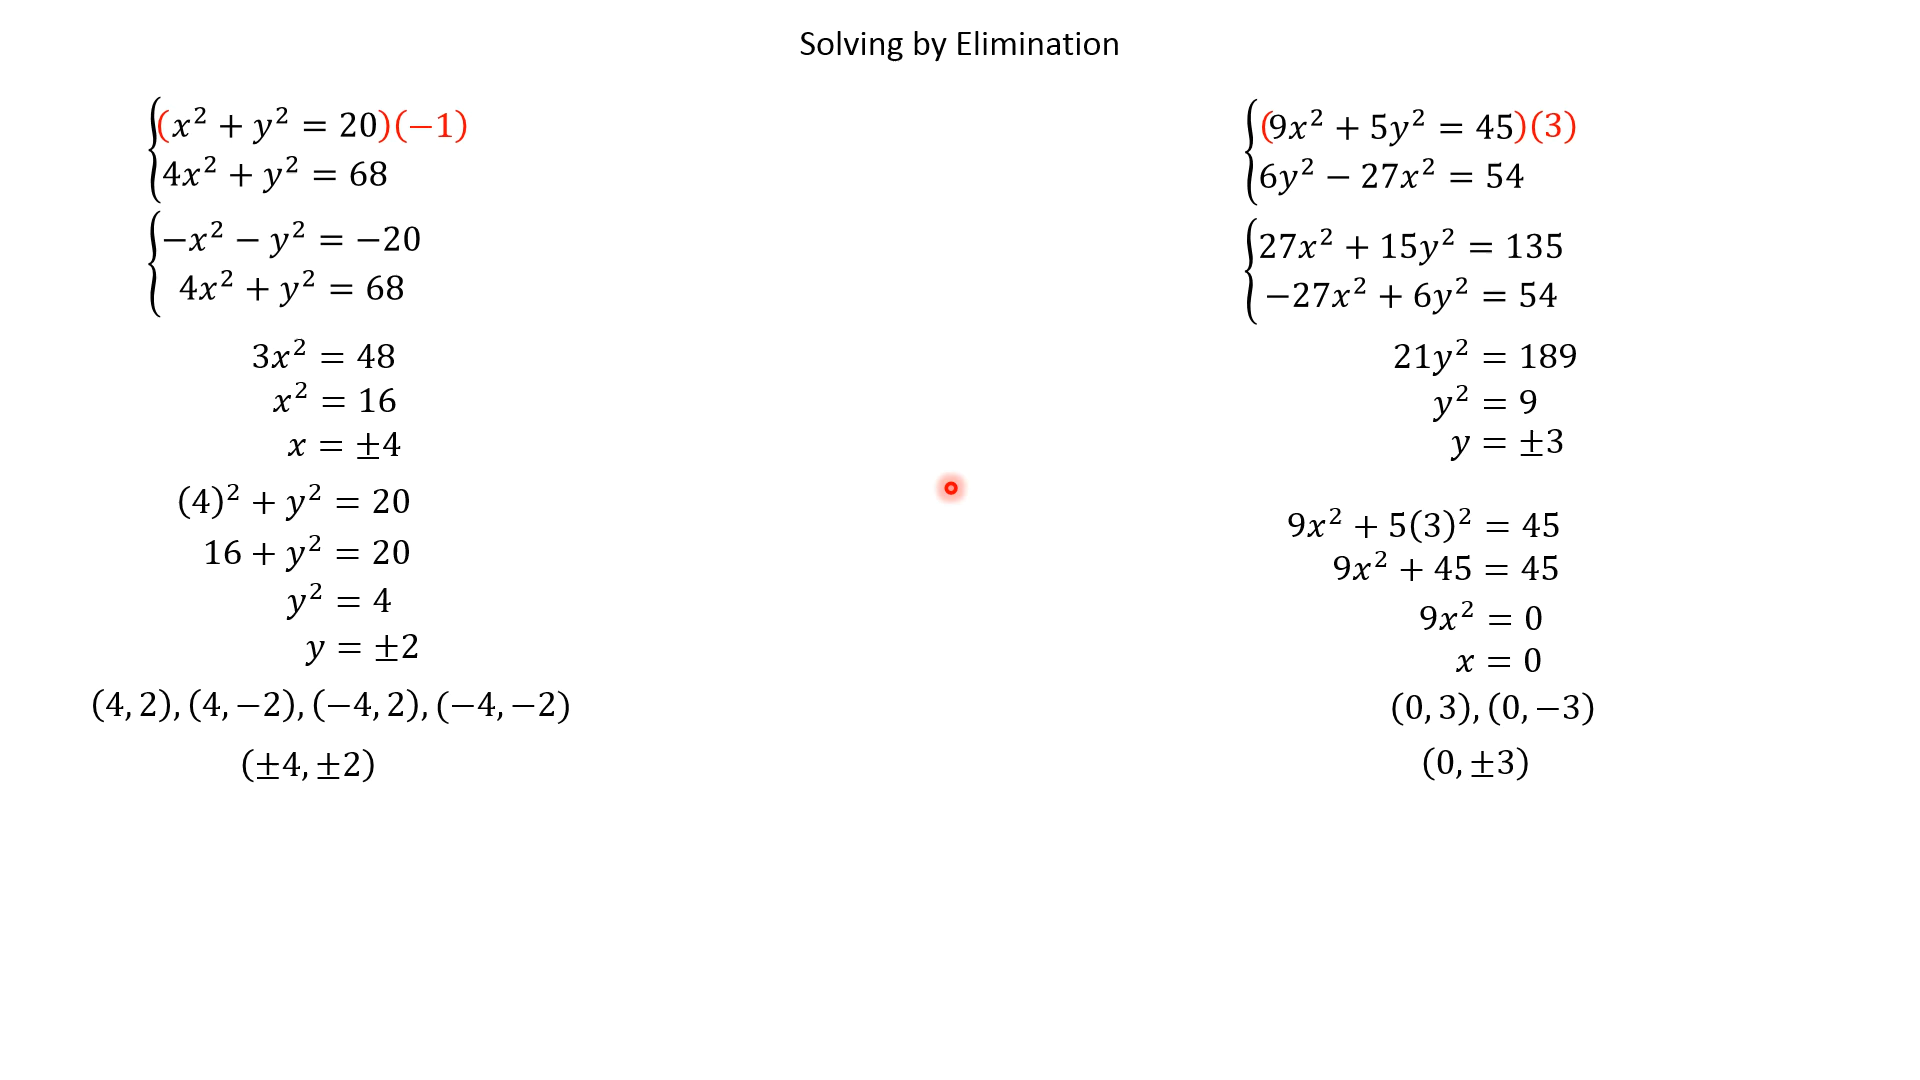 Solving by Elimination
(x² + y² = 20)(−1)
4x² + y² = 68
−x² − y² = −20
4x² + y² = 68
3x² = 48
x² = 16
x = ±4
(4)² + y² = 20
16 + y² = 20
y² = 4
y = ±2
(4, 2), (4, −2), (−4, 2), (−4, −2)
(±4, ±2)
(9x² + 5y² = 45)(3)
6y² − 27x² = 54
27x² + 15y² = 135
−27x² + 6y² = 54
21y² = 189
y² = 9
y = ±3
9x² + 5(3)² = 45
9x² + 45 = 45
9x² = 0
x = 0
(0, 3), (0, −3)
(0, ±3)